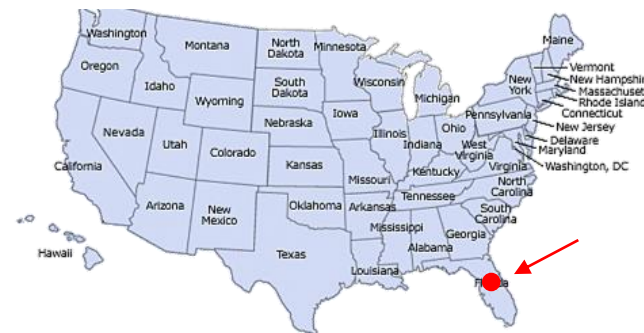 Washington
Montana
North
Dakota
Minnesota
Maine
Oregon
Idaho
Wyoming
South
Dakota
Wisconsin
Michigan
New
York
Vermont
New Hampshire
Massachuset
Rhode Island
Connecticut
Nevada
Utah
Colorado
Nebraska
Iowa
Illinois
Indiana
Ohio
Pennsylvania
New Jersey
Delaware
Maryland
Washington, DC
West
Virginia
Virginia
California
Kansas
Missouri
Kentucky
North
Carolina
Arizona
New
Mexico
Oklahoma
Arkansas
Tennessee
South
Carolina
Hawaii
Texas
Louisiana
Mississippi
Alabama
Georgia